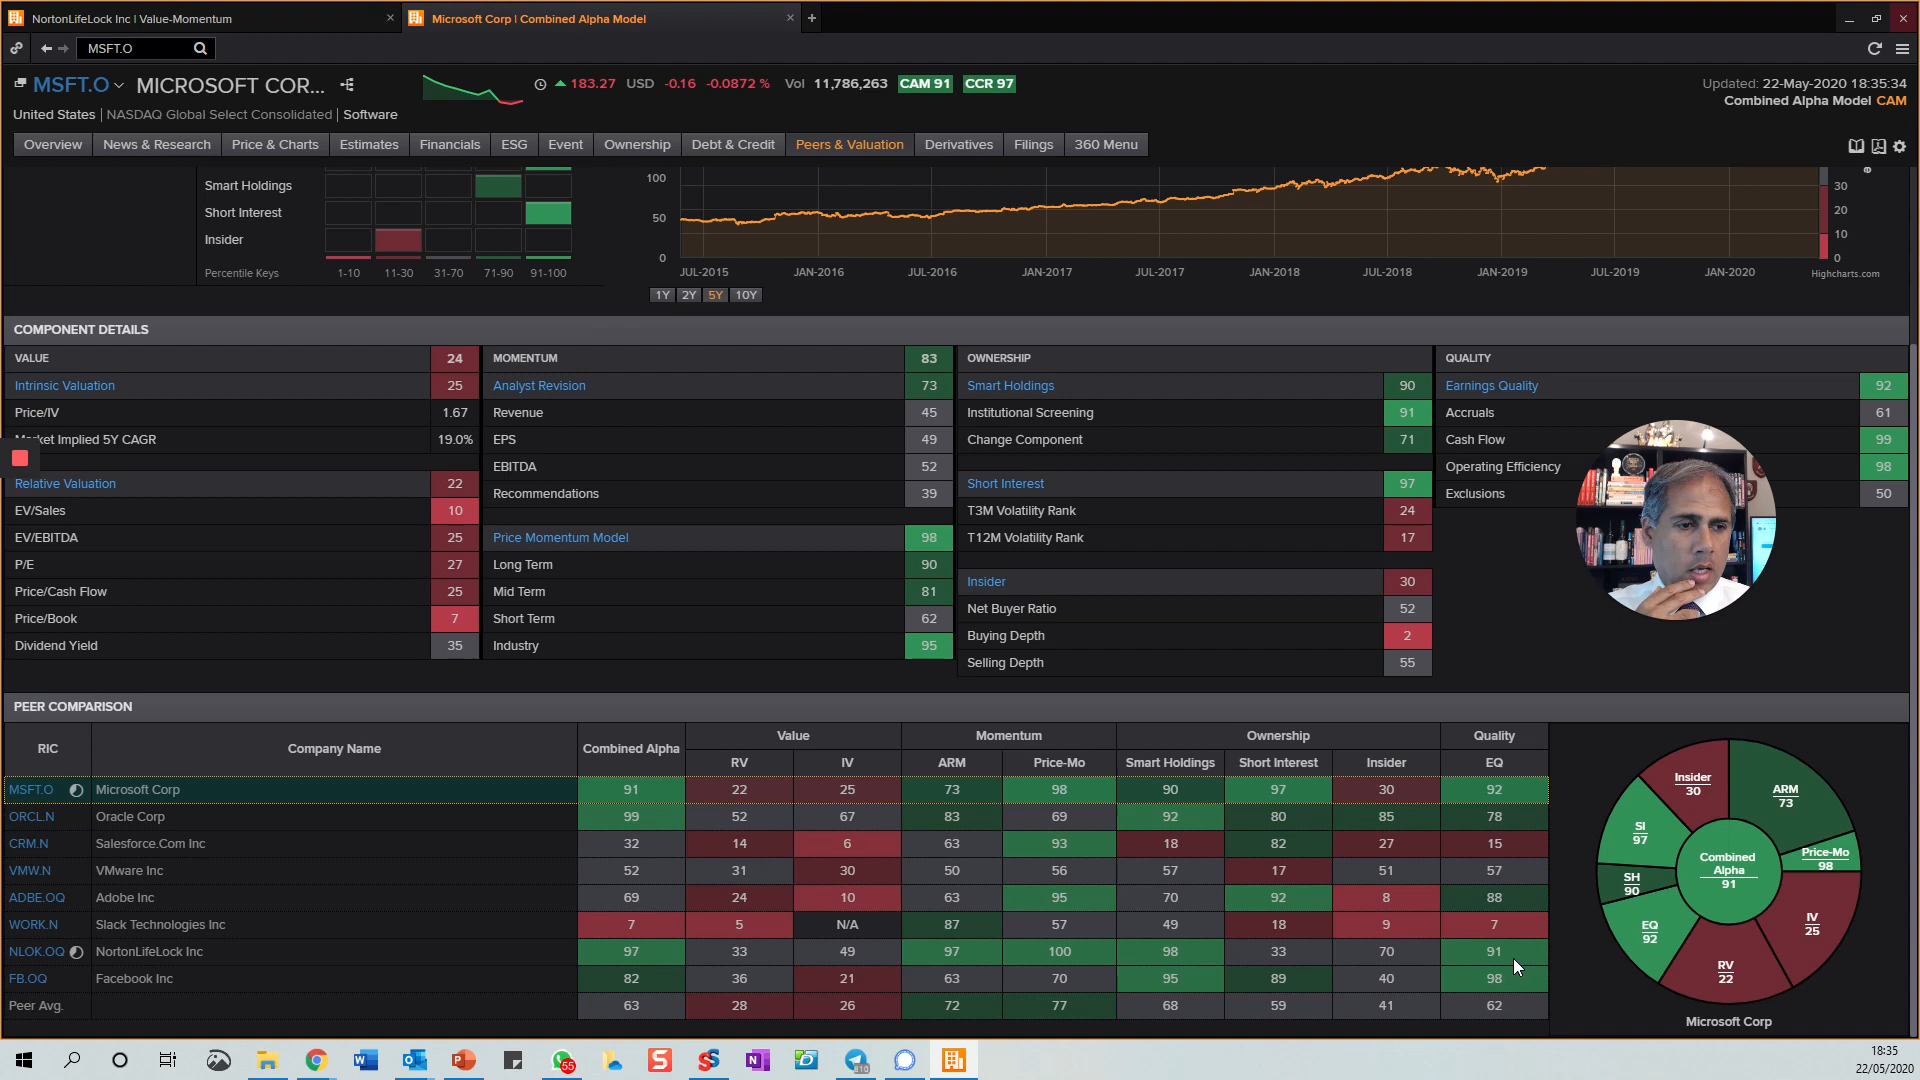 NortonLifeLock Inc | Value-Momentum
Microsoft Corp | Combined Alpha Model
MSFT.O
MSFT.O MICROSOFT COR... 183.27 USD -0.16 -0.0872 % Vol 11,786,263 CAM 91 CCR 97
Updated: 22-May-2020 18:35:34
United States | NASDAQ Global Select Consolidated | Software
Combined Alpha Model CAM
Overview News & Research Price & Charts Estimates Financials ESG Event Ownership Debt & Credit Peers & Valuation Derivatives Filings 360 Menu
Smart Holdings
Short Interest
Insider
Percentile Keys 1-10 11-30 31-70 71-90 91-100
100
50
0
30
20
10
0
JUL-2015 JAN-2016 JUL-2016 JAN-2017 JUL-2017 JAN-2018 JUL-2018 JAN-2019 JUL-2019 JAN-2020
Highcharts.com
1Y 2Y 5Y 10Y
COMPONENT DETAILS
VALUE 24
Intrinsic Valuation 25
Price/IV 1.67
Market Implied 5Y CAGR 19.0%
Relative Valuation 22
EV/Sales 10
EV/EBITDA 25
P/E 27
Price/Cash Flow 25
Price/Book 7
Dividend Yield 35
MOMENTUM 83
Analyst Revision 73
Revenue 45
EPS 49
EBITDA 52
Recommendations 39
Price Momentum Model 98
Long Term 90
Mid Term 81
Short Term 62
Industry 95
OWNERSHIP
Smart Holdings 90
Institutional Screening 91
Change Component 71
Short Interest 97
T3M Volatility Rank 24
T12M Volatility Rank 17
Insider 30
Net Buyer Ratio 52
Buying Depth 2
Selling Depth 55
QUALITY
Earnings Quality 92
Accruals 61
Cash Flow 99
Operating Efficiency 98
Exclusions 50
PEER COMPARISON
RIC Company Name Combined Alpha Value Momentum Ownership Quality
RV IV ARM Price-Mo Smart Holdings Short Interest Insider EQ
MSFT.O Microsoft Corp 91 22 25 73 98 90 97 30 92
ORCL.N Oracle Corp 99 52 67 83 69 92 80 85 78
CRM.N Salesforce.Com Inc 32 14 6 63 93 18 82 27 15
VMW.N VMware Inc 52 31 30 50 56 57 17 51 57
ADBE.OQ Adobe Inc 69 24 10 63 95 70 92 8 88
WORK.N Slack Technologies Inc 7 5 N/A 87 57 49 18 9 7
NLOK.OQ NortonLifeLock Inc 97 33 49 97 100 98 33 70 91
FB.OQ Facebook Inc 82 36 21 63 70 95 89 40 98
Peer Avg. 63 28 26 72 77 68 59 41 62
Insider
30
ARM
73
SI
97
Price-Mo
98
Combined
Alpha
91
SH
90
IV
25
EQ
92
RV
22
Microsoft Corp
55
810
18:35
22/05/2020